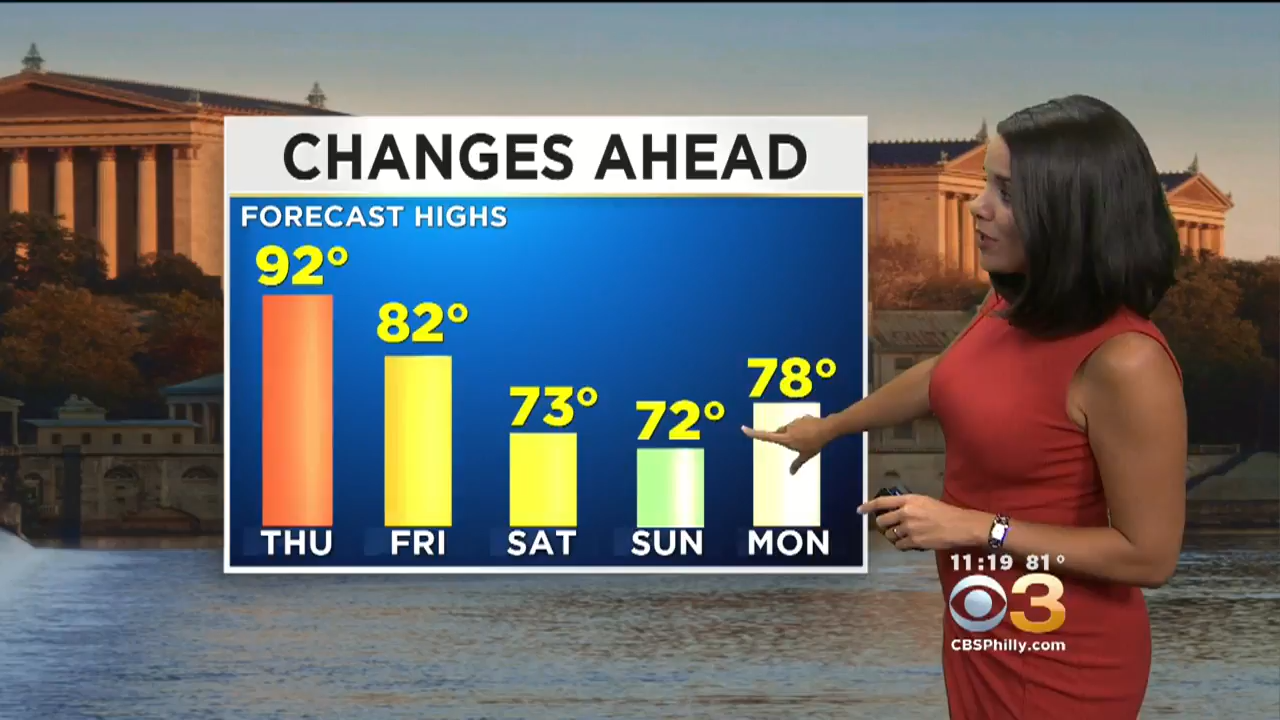 CHANGES AHEAD
FORECAST HIGHS
92° 82° 73° 72° 78°
THU FRI SAT SUN MON
11:19 81°
3
CBSPhilly.com